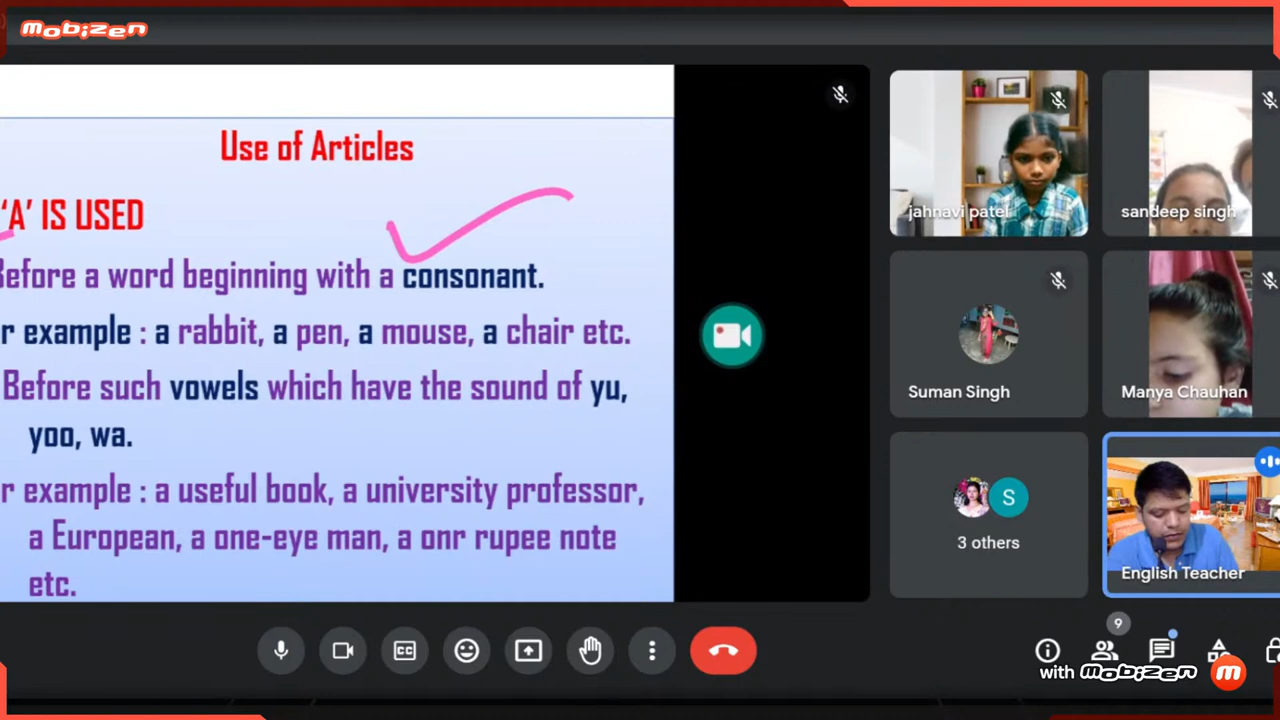 mobizen
Use of Articles
‘A’ IS USED
Before a word beginning with a consonant.
r example : a rabbit, a pen, a mouse, a chair etc.
Before such vowels which have the sound of yu,
yoo, wa.
r example : a useful book, a university professor,
a European, a one-eye man, a onr rupee note
etc.
jahnavi patel
sandeep singh
Suman Singh
Manya Chauhan
S
3 others
English Teacher
CC
9
with mobizen m